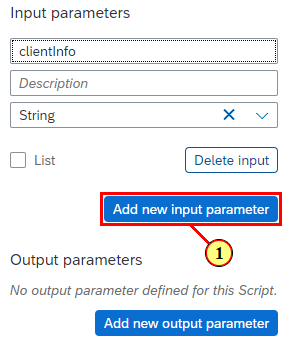 Input parameters
clientInfo
Description
String
List
Delete input
Add new input parameter
1
Output parameters
No output parameter defined for this Script.
Add new output parameter